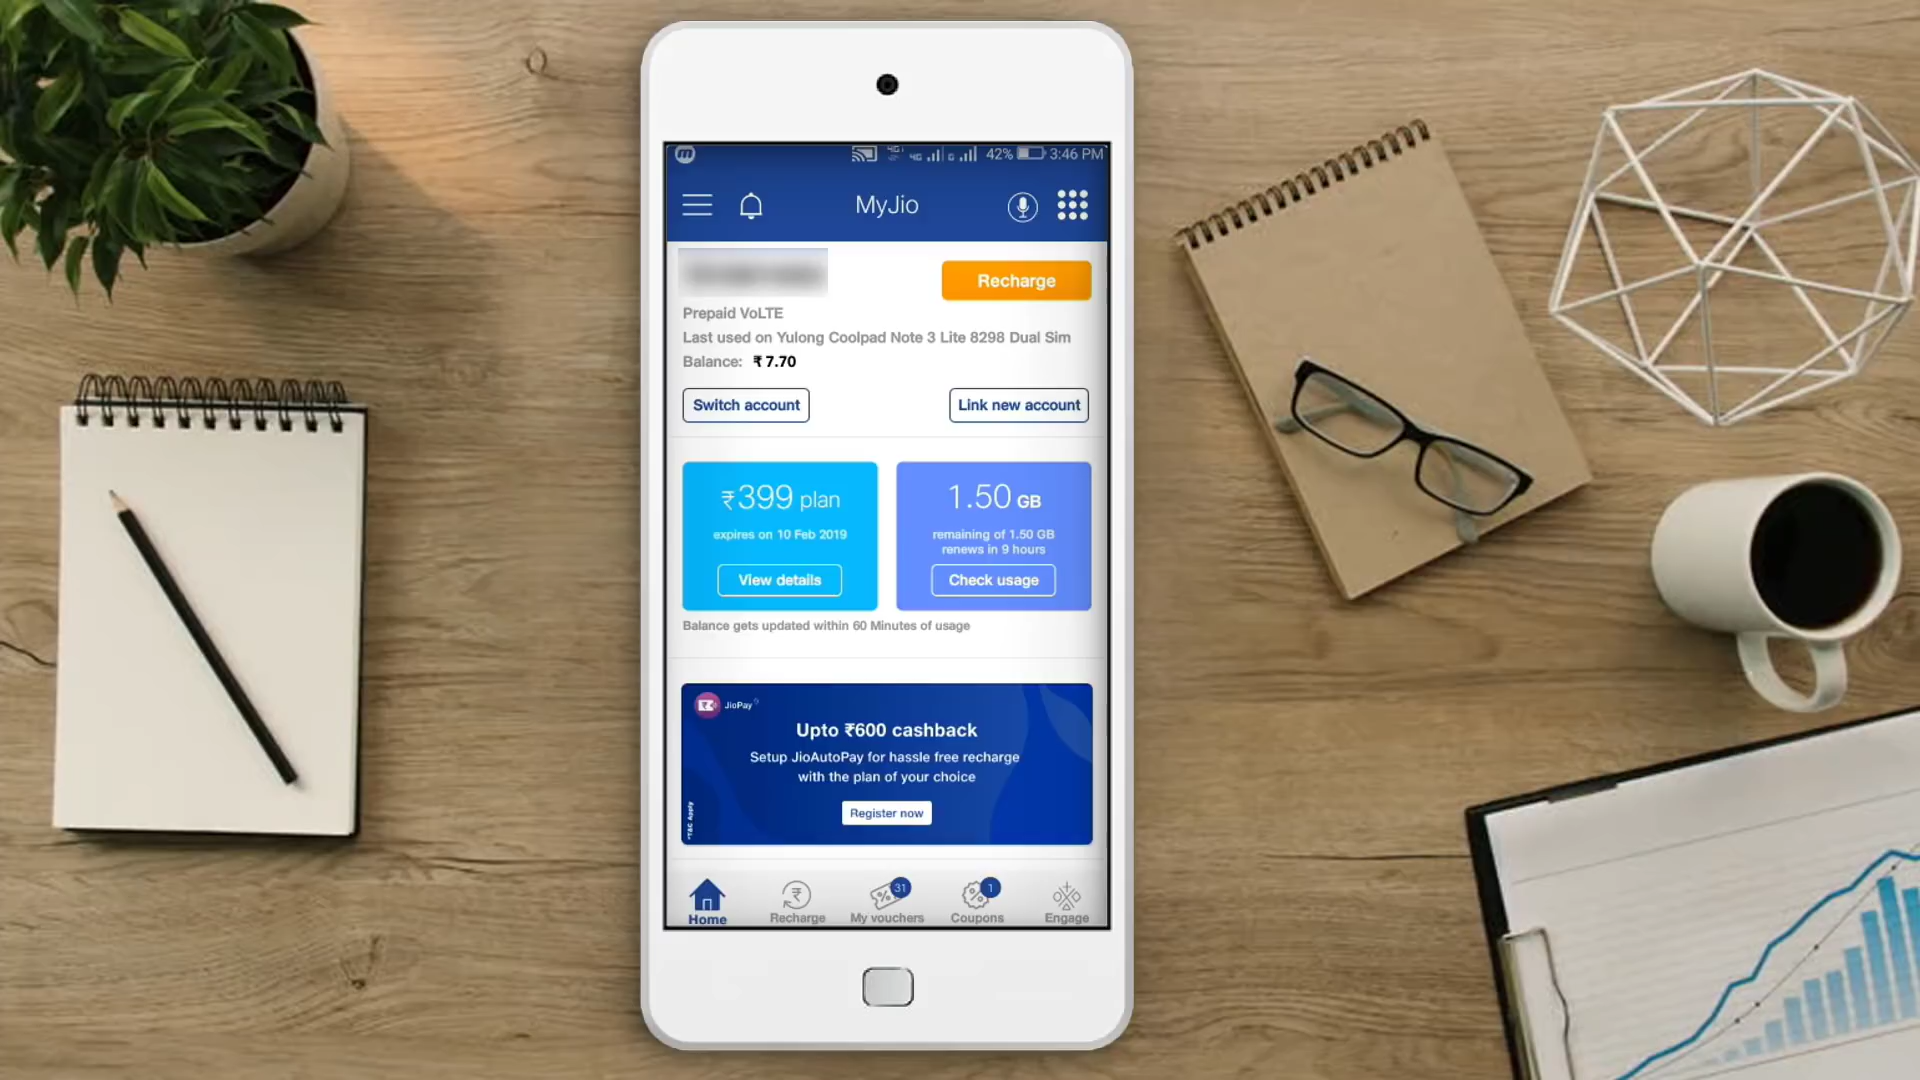 42% 3:46 PM
MyJio
Recharge
Prepaid VoLTE
Last used on Yulong Coolpad Note 3 Lite 8298 Dual Sim
Balance: ₹ 7.70
Switch account
Link new account
₹399 plan
expires on 10 Feb 2019
View details
1.50 GB
remaining of 1.50 GB
renews in 9 hours
Check usage
Balance gets updated within 60 Minutes of usage
JioPay
Upto ₹600 cashback
Setup JioAutoPay for hassle free recharge
with the plan of your choice
Register now
*T&C Apply
Home
Recharge
31
My vouchers
1
Coupons
Engage